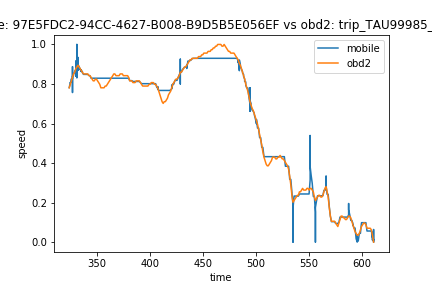 e: 97E5FDC2-94CC-4627-B008-B9D5B5E056EF vs obd2: trip_TAU99985_
mobile
obd2
1.0
0.8
0.6
0.4
0.2
0.0
speed
350 400 450 500 550 600
time